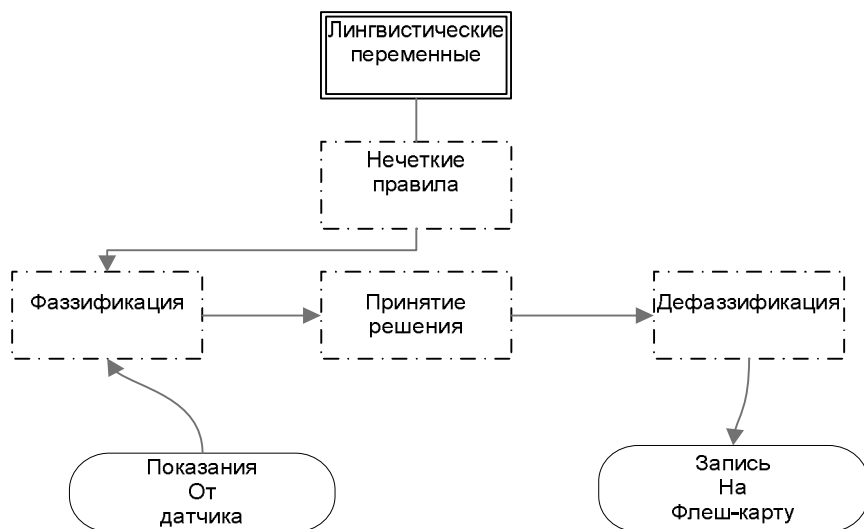 Лингвистические
переменные
Нечеткие
правила
Фаззификация
Принятие
решения
Дефаззификация
Показания
От
датчика
Запись
На
Флеш-карту